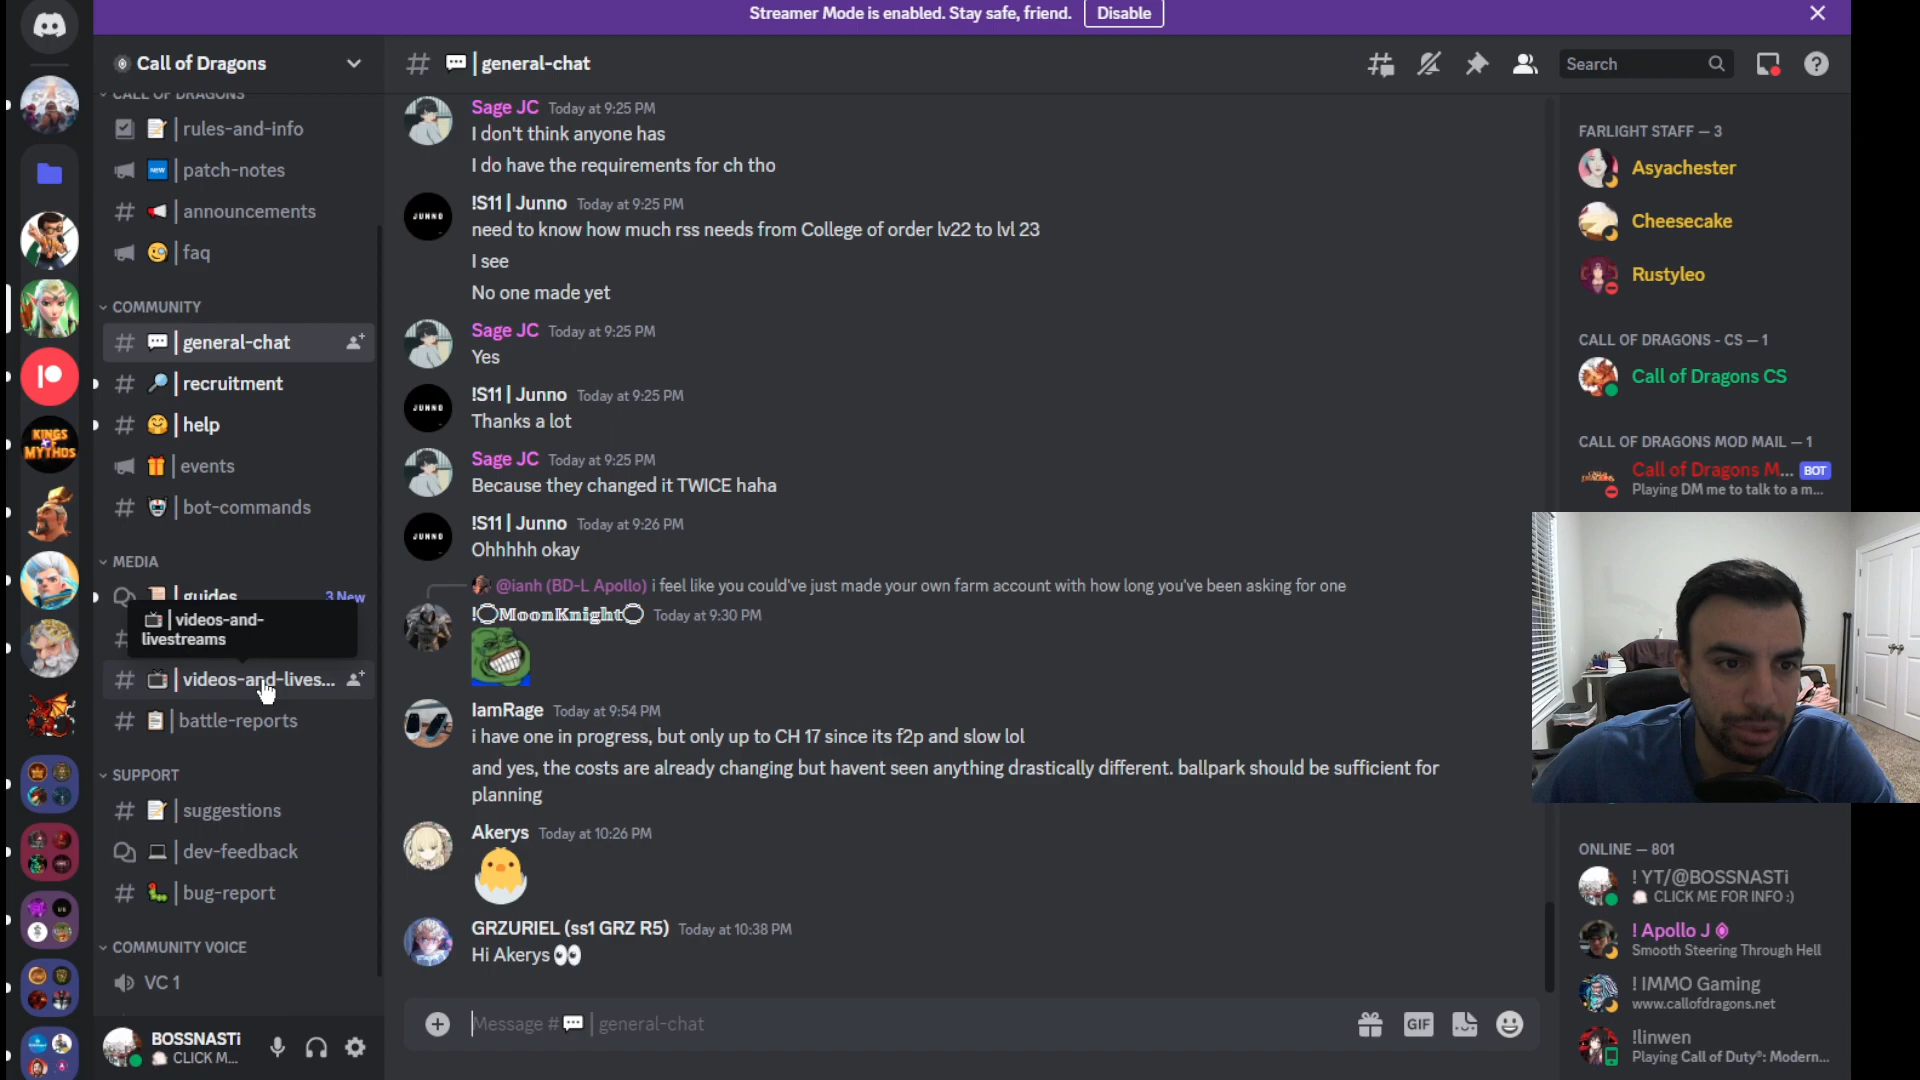 Streamer Mode is enabled. Stay safe, friend. Disable
Call of Dragons
CALL OF DRAGONS
rules-and-info
NEW patch-notes
announcements
faq
COMMUNITY
general-chat
recruitment
help
events
bot-commands
MEDIA
guides 3 New
videos-and-
livestreams
videos-and-lives...
battle-reports
SUPPORT
suggestions
dev-feedback
bug-report
COMMUNITY VOICE
VC 1
BOSSNASTi
CLICK M...
KINGS OF MYTHOS
general-chat
Search
Sage JC Today at 9:25 PM
I don't think anyone has
I do have the requirements for ch tho
JUNNO
!S11 | Junno Today at 9:25 PM
need to know how much rss needs from College of order lv22 to lvl 23
I see
No one made yet
Sage JC Today at 9:25 PM
Yes
JUNNO
!S11 | Junno Today at 9:25 PM
Thanks a lot
Sage JC Today at 9:25 PM
Because they changed it TWICE haha
JUNNO
!S11 | Junno Today at 9:26 PM
Ohhhhh okay
@ianh (BD-L Apollo) i feel like you could've just made your own farm account with how long you've been asking for one
!❍𝕄𝕠𝕠𝕟𝕂𝕟𝕚𝕘𝕙𝕥❍ Today at 9:30 PM
IamRage Today at 9:54 PM
i have one in progress, but only up to CH 17 since its f2p and slow lol
and yes, the costs are already changing but havent seen anything drastically different. ballpark should be sufficient for
planning
Akerys Today at 10:26 PM
GRZURIEL (ss1 GRZ R5) Today at 10:38 PM
Hi Akerys 👀
Message # 💬 | general-chat
GIF
FARLIGHT STAFF — 3
Asyachester
Cheesecake
Rustyleo
CALL OF DRAGONS - CS — 1
Call of Dragons CS
CALL OF DRAGONS MOD MAIL — 1
Call of Dragons M... BOT
Playing DM me to talk to a m...
ONLINE — 801
! YT/@BOSSNASTi
CLICK ME FOR INFO :)
! Apollo J
Smooth Steering Through Hell
! IMMO Gaming
www.callofdragons.net
!linwen
Playing Call of Duty®: Modern...